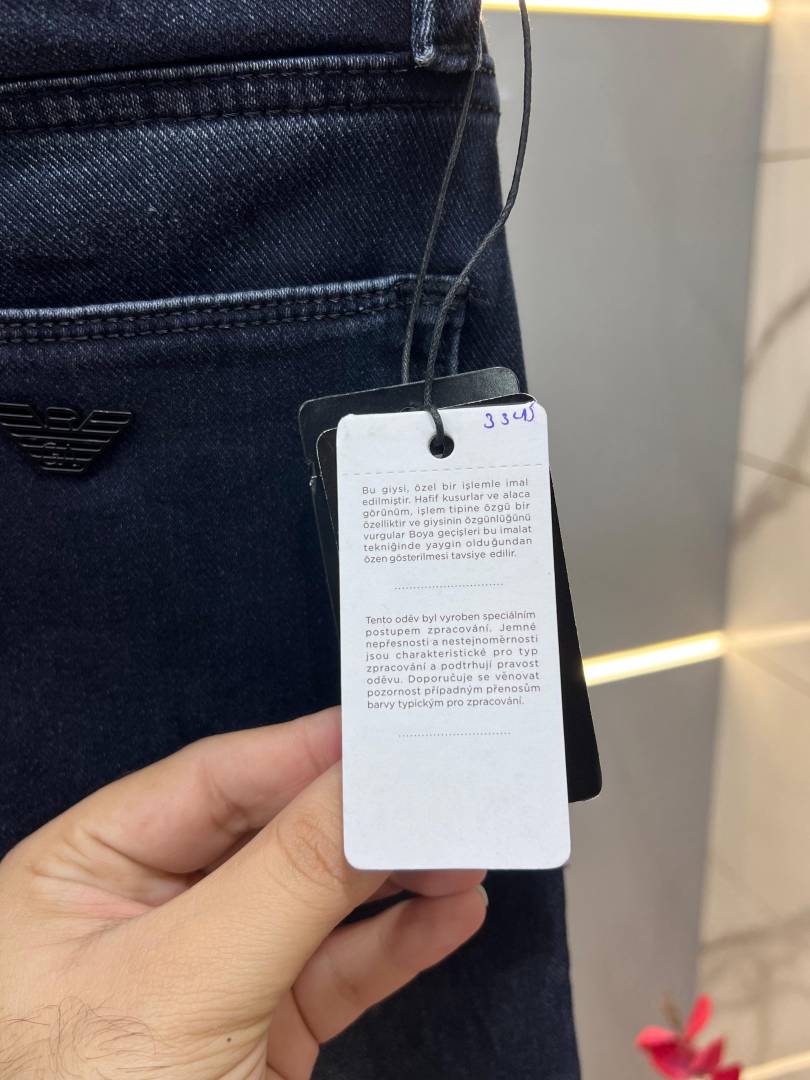 3345
Bu giysi, özel bir işlemle imal
edilmiştir. Hafif kusurlar ve alaca
görünüm, işlem tipine özgü bir
özelliktir ve giysinin özgünlüğünü
vurgular Boya geçişleri bu imalat
tekniğinde yaygin olduğundan
özen gösterilmesi tavsiye edilir.
Tento oděv byl vyroben speciálním
postupem zpracování. Jemné
nepřesnosti a nestejnoměrnosti
jsou charakteristické pro typ
zpracování a podtrhují pravost
oděvu. Doporučuje se věnovat
pozornost případným přenosům
barvy typickým pro zpracování.
GA